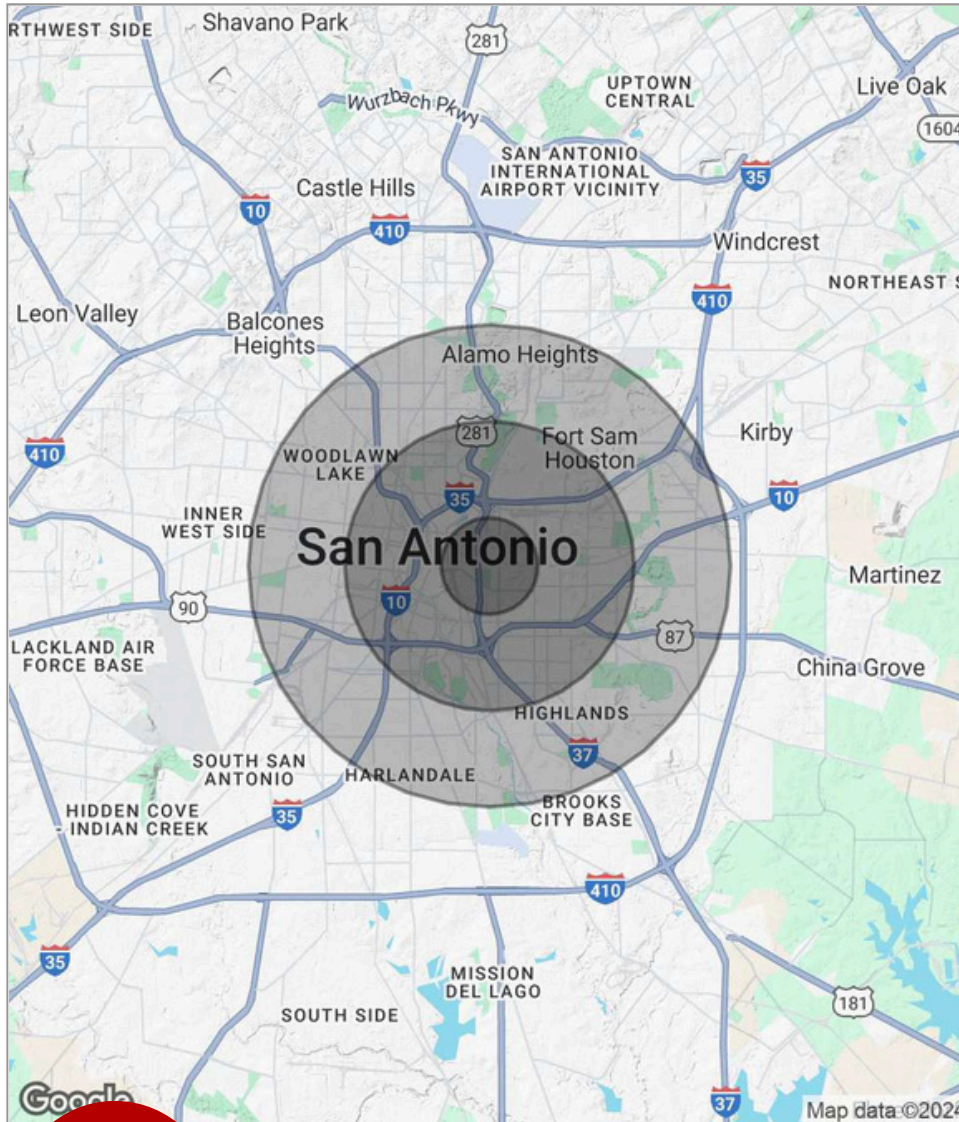 Shavano Park
RTHWEST SIDE
281
UPTOWN
CENTRAL
Live Oak
Wurzbach Pkwy
1604
SAN ANTONIO
INTERNATIONAL
AIRPORT VICINITY
35
Castle Hills
10
410
Windcrest
NORTHEAST S
410
Leon Valley
Balcones
Heights
Alamo Heights
281
Fort Sam
Houston
Kirby
410
WOODLAWN
LAKE
35
10
INNER
WEST SIDE
San Antonio
Martinez
10
90
87
LACKLAND AIR
FORCE BASE
China Grove
HIGHLANDS
37
SOUTH SAN
ANTONIO
HARLANDALE
BROOKS
CITY BASE
35
HIDDEN COVE
- INDIAN CREEK
410
35
MISSION
DEL LAGO
181
SOUTH SIDE
37
Google
Map data ©2024